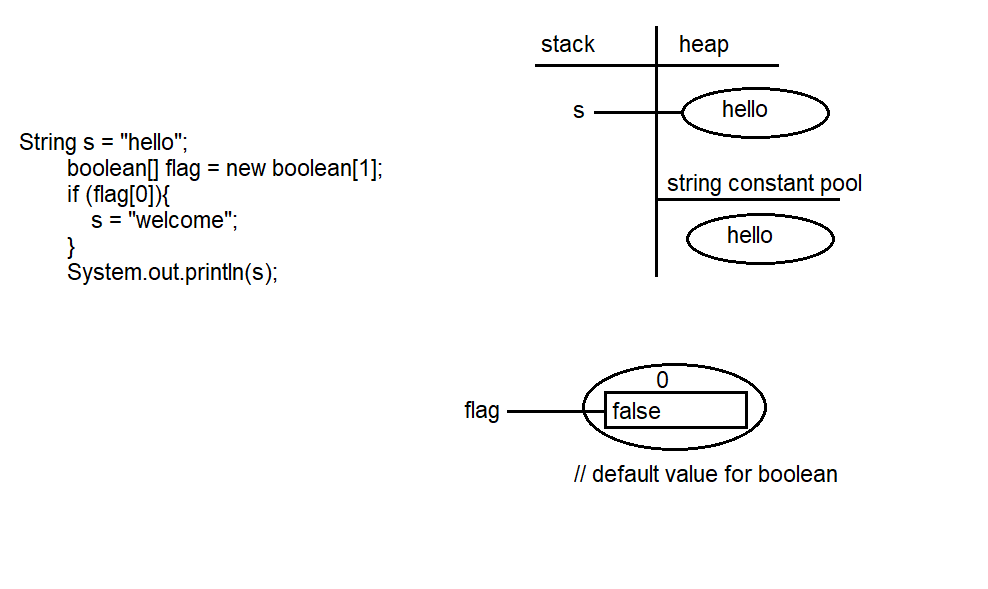 String s = "hello";
boolean[] flag = new boolean[1];
if (flag[0]){
s = "welcome";
}
System.out.println(s);
stack
heap
s
hello
string constant pool
hello
0
flag
false
// default value for boolean